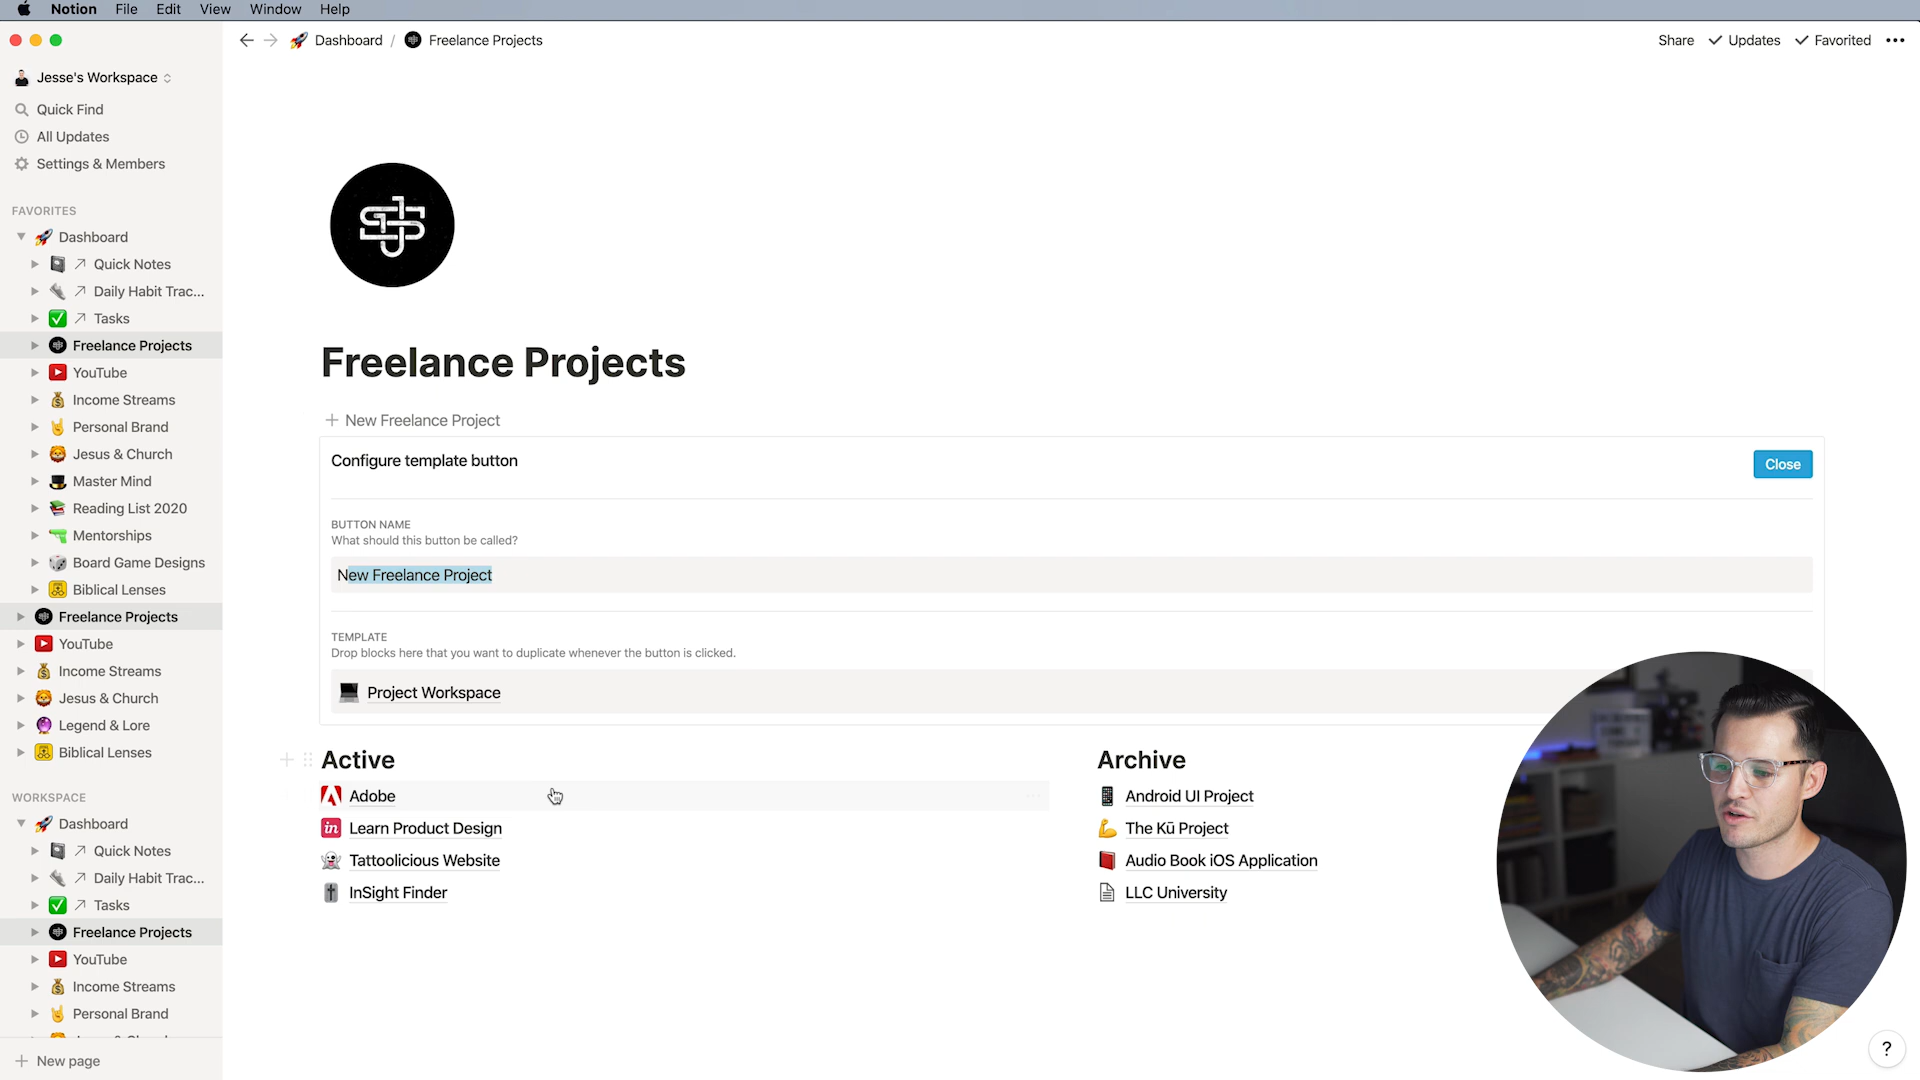 Notion File Edit View Window Help
Dashboard / Freelance Projects
Share Updates Favorited
Jesse's Workspace
Quick Find
All Updates
Settings & Members
FAVORITES
Dashboard
Quick Notes
Daily Habit Trac...
Tasks
Freelance Projects
YouTube
Income Streams
Personal Brand
Jesus & Church
Master Mind
Reading List 2020
Mentorships
Board Game Designs
Biblical Lenses
Freelance Projects
YouTube
Income Streams
Jesus & Church
Legend & Lore
Biblical Lenses
WORKSPACE
Dashboard
Quick Notes
Daily Habit Trac...
Tasks
Freelance Projects
YouTube
Income Streams
Personal Brand
New page
Freelance Projects
New Freelance Project
Configure template button
Close
BUTTON NAME
What should this button be called?
New Freelance Project
TEMPLATE
Drop blocks here that you want to duplicate whenever the button is clicked.
Project Workspace
Active
Adobe
in Learn Product Design
Tattoolicious Website
InSight Finder
Archive
Android UI Project
The Kū Project
Audio Book iOS Application
LLC University
?